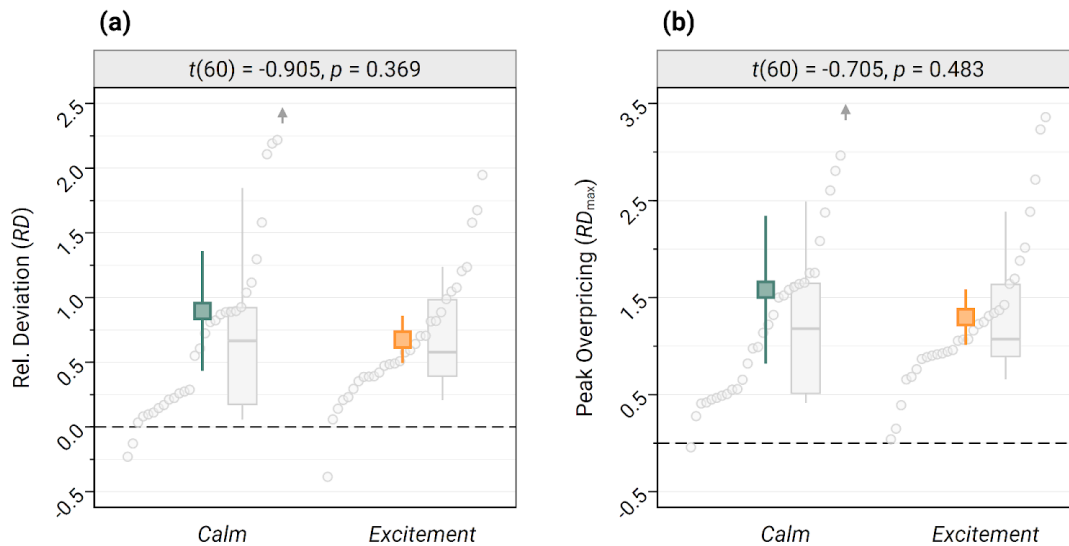 (a)
t(60) = -0.905, p = 0.369
Rel. Deviation (RD)
2.5
2.0
1.5
1.0
0.5
0.0
-0.5
Calm
Excitement
(b)
t(60) = -0.705, p = 0.483
Peak Overpricing (RDmax)
3.5
2.5
1.5
0.5
-0.5
Calm
Excitement